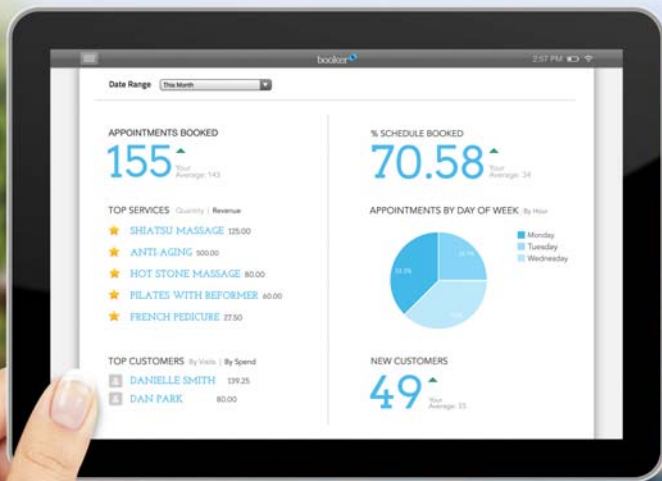 booker
2:57 PM
Date Range This Month
APPOINTMENTS BOOKED
155
Your
Average: 143
TOP SERVICES Quantity | Revenue
SHIATSU MASSAGE 125.00
ANTI-AGING 500.00
HOT STONE MASSAGE 80.00
PILATES WITH REFORMER 60.00
FRENCH PEDICURE 27.50
TOP CUSTOMERS By Visits | By Spend
DANIELLE SMITH 139.25
DAN PARK 80.00
% SCHEDULE BOOKED
70.58
Your
Average: 34
APPOINTMENTS BY DAY OF WEEK By Hour
Monday
Tuesday
Wednesday
NEW CUSTOMERS
49
Your
Average: 35